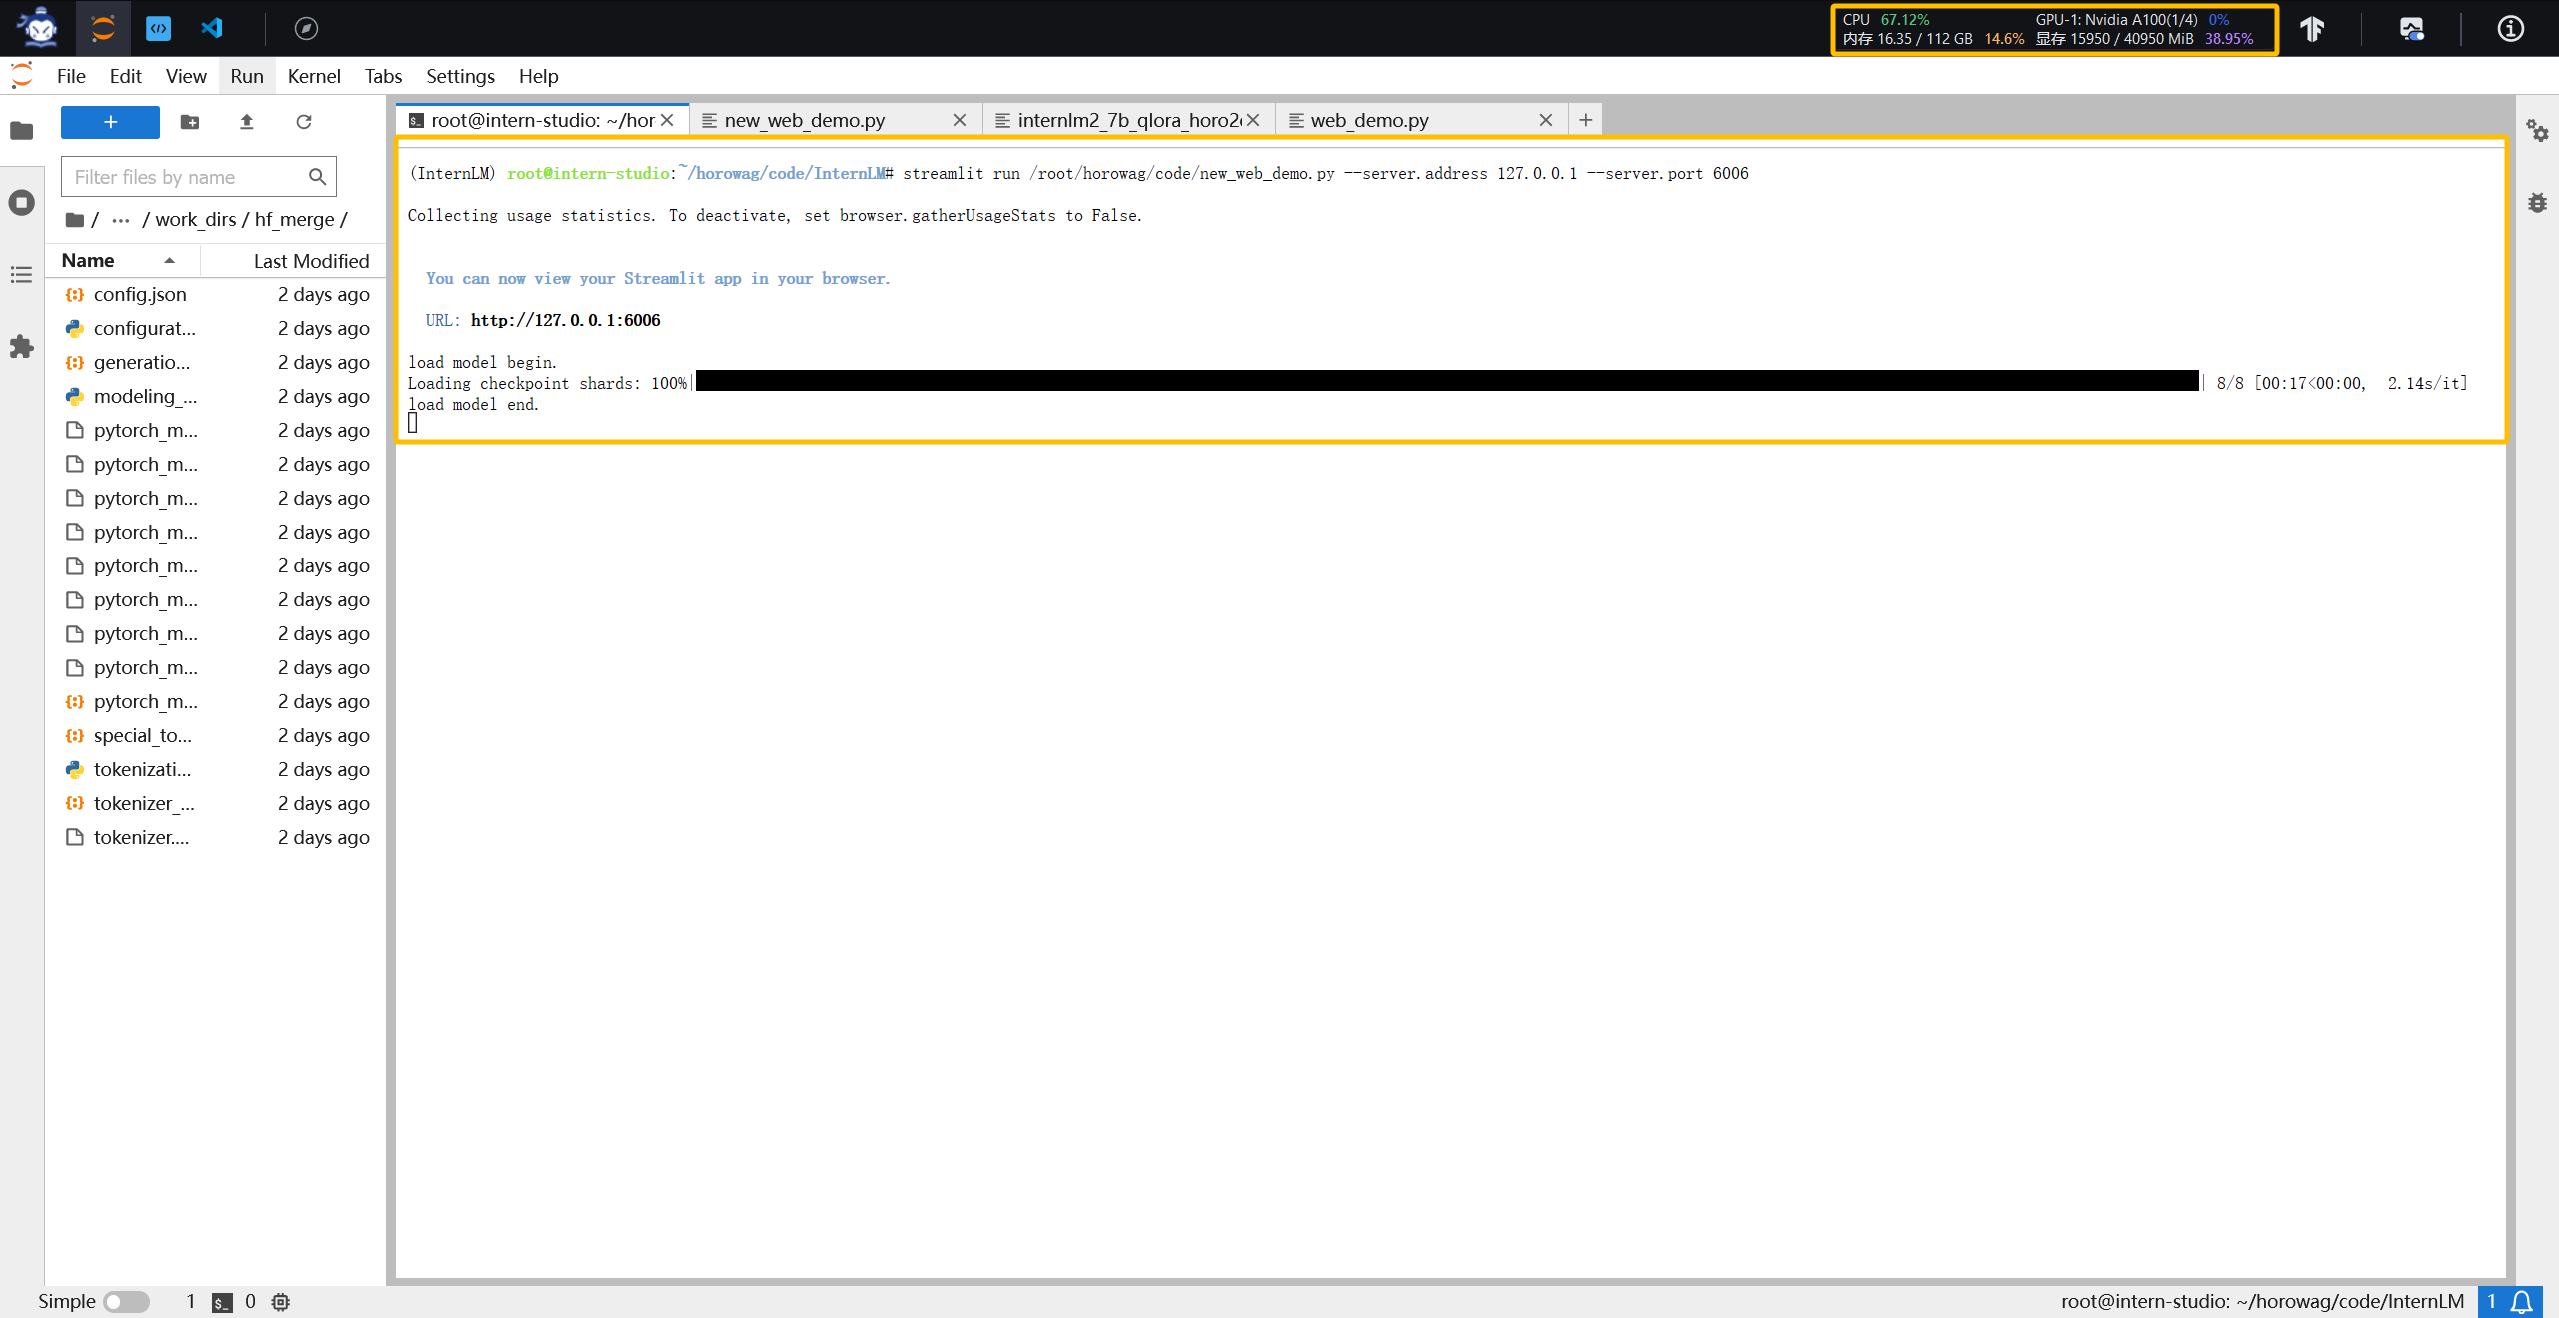 CPU 67.12% GPU-1: Nvidia A100(1/4) 0%
内存 16.35 / 112 GB 14.6% 显存 15950 / 40950 MiB 38.95%
File Edit View Run Kernel Tabs Settings Help
root@intern-studio: ~/hor new_web_demo.py internlm2_7b_qlora_horo2 web_demo.py
Filter files by name
/ ... / work_dirs / hf_merge /
Name Last Modified
config.json 2 days ago
configurat... 2 days ago
generatio... 2 days ago
modeling_... 2 days ago
pytorch_m... 2 days ago
pytorch_m... 2 days ago
pytorch_m... 2 days ago
pytorch_m... 2 days ago
pytorch_m... 2 days ago
pytorch_m... 2 days ago
pytorch_m... 2 days ago
pytorch_m... 2 days ago
pytorch_m... 2 days ago
special_to... 2 days ago
tokenizati... 2 days ago
tokenizer_... 2 days ago
tokenizer.... 2 days ago
(InternLM) root@intern-studio:~/horowag/code/InternLM# streamlit run /root/horowag/code/new_web_demo.py --server.address 127.0.0.1 --server.port 6006
Collecting usage statistics. To deactivate, set browser.gatherUsageStats to False.
You can now view your Streamlit app in your browser.
URL: http://127.0.0.1:6006
load model begin.
Loading checkpoint shards: 100%| | 8/8 [00:17<00:00, 2.14s/it]
load model end.
Simple 1 $_ 0 root@intern-studio: ~/horowag/code/InternLM 1